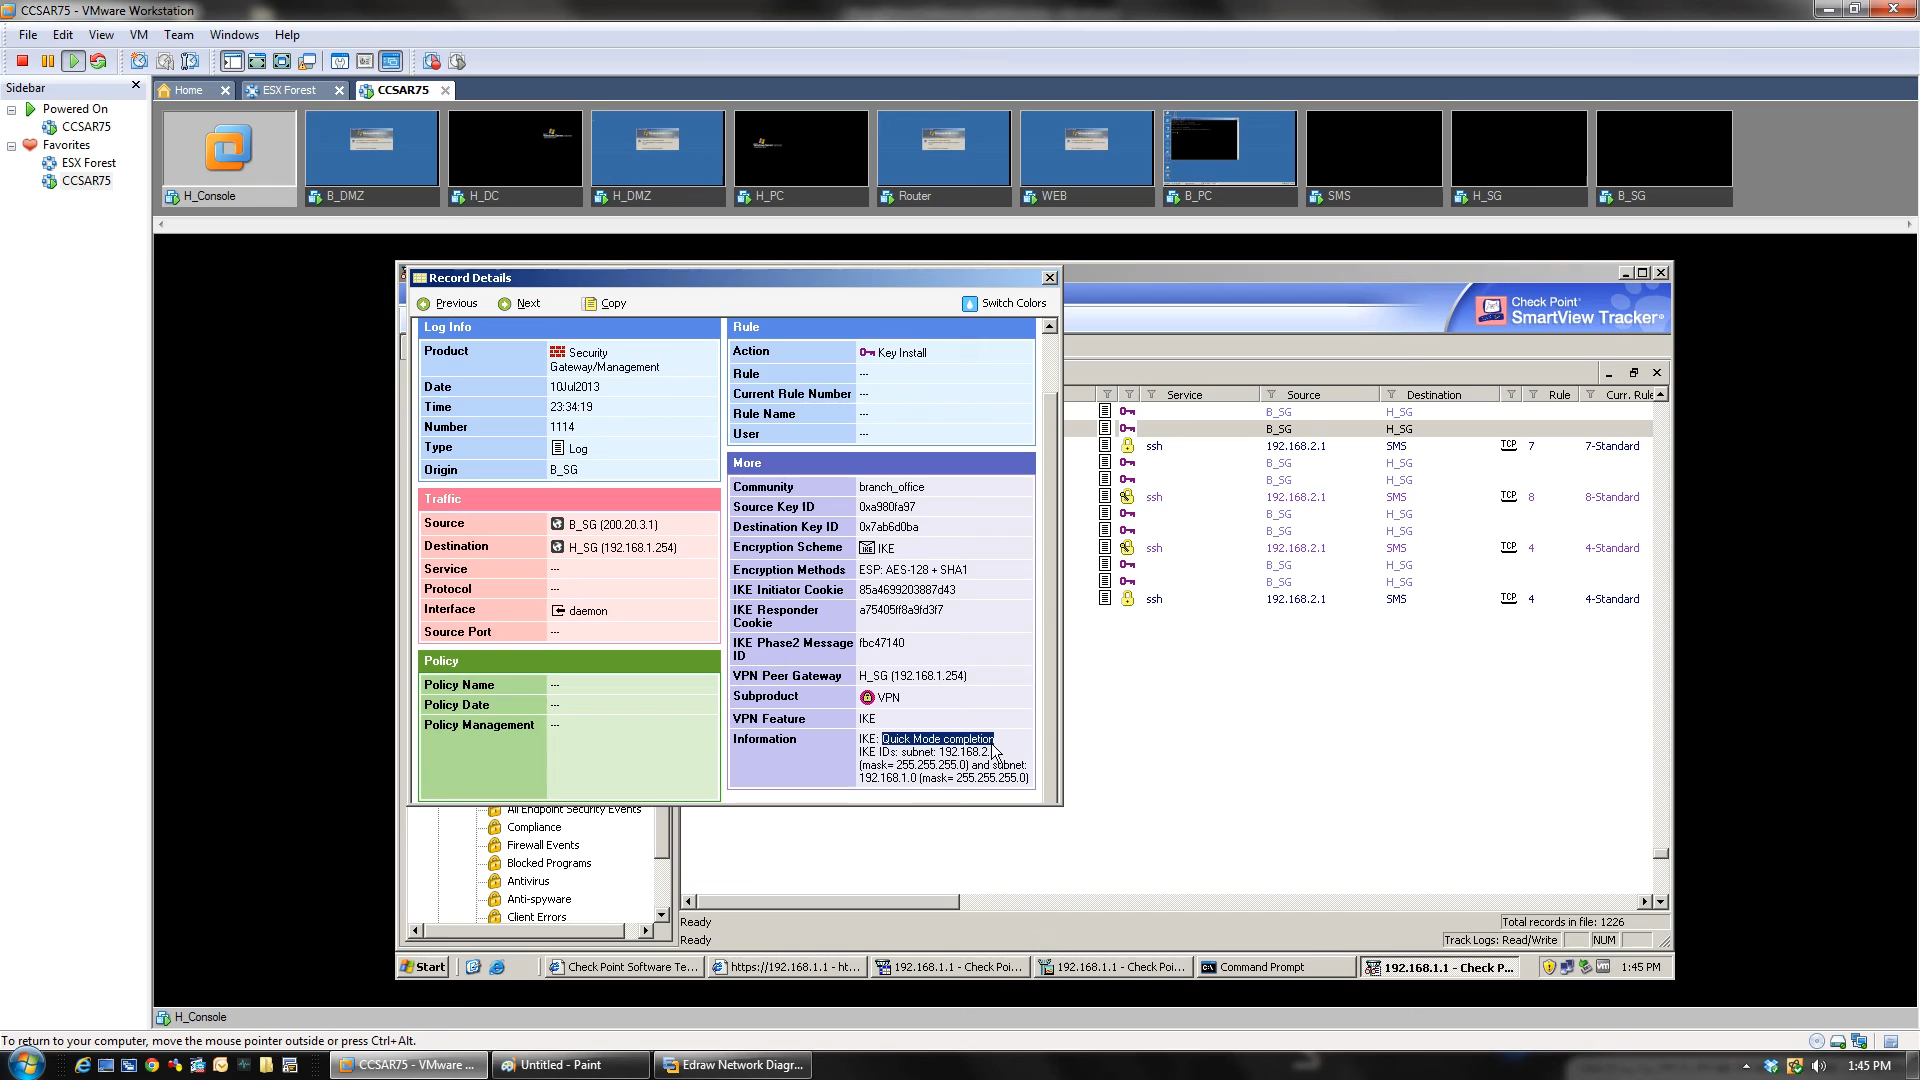 CCSAR75 - VMware Workstation
File Edit View VM Team Windows Help
Sidebar
Powered On
CCSAR75
Favorites
ESX Forest
CCSAR75
Home ESX Forest CCSAR75
H_Console B_DMZ H_DC H_DMZ H_PC Router WEB B_PC SMS H_SG B_SG
Record Details
Previous Next Copy Switch Colors
Log Info
Product Security Gateway/Management
Date 10Jul2013
Time 23:34:19
Number 1114
Type Log
Origin B_SG
Traffic
Source B_SG (200.20.3.1)
Destination H_SG (192.168.1.254)
Service ---
Protocol ---
Interface daemon
Source Port ---
Policy
Policy Name ---
Policy Date ---
Policy Management ---
Rule
Action Key Install
Rule ---
Current Rule Number ---
Rule Name ---
User ---
More
Community branch_office
Source Key ID 0xa980fa97
Destination Key ID 0x7ab6d0ba
Encryption Scheme IKE
Encryption Methods ESP: AES-128 + SHA1
IKE Initiator Cookie 85a4699203887d43
IKE Responder Cookie a75405ff8a9fd3f7
IKE Phase2 Message ID fbc47140
VPN Peer Gateway H_SG (192.168.1.254)
Subproduct VPN
VPN Feature IKE
Information IKE: Quick Mode completion
IKE IDs: subnet: 192.168.2.
(mask= 255.255.255.0) and subnet:
192.168.1.0 (mask= 255.255.255.0)
Check Point
SmartView Tracker
Service Source Destination Rule Curr. Rule
B_SG H_SG
B_SG H_SG
ssh 192.168.2.1 SMS TCP 7 7-Standard
B_SG H_SG
B_SG H_SG
ssh 192.168.2.1 SMS TCP 8 8-Standard
B_SG H_SG
B_SG H_SG
ssh 192.168.2.1 SMS TCP 4 4-Standard
B_SG H_SG
B_SG H_SG
ssh 192.168.2.1 SMS TCP 4 4-Standard
All Endpoint Security Events
Compliance
Firewall Events
Blocked Programs
Antivirus
Anti-spyware
Client Errors
Ready Total records in file: 1226
Ready Track Logs: Read/Write NUM
Start Check Point Software Te... https://192.168.1.1 - ht... 192.168.1.1 - Check Poi... 192.168.1.1 - Check Poi... Command Prompt 192.168.1.1 - Check P... 1:45 PM
H_Console
To return to your computer, move the mouse pointer outside or press Ctrl+Alt.
CCSAR75 - VMware ... Untitled - Paint Edraw Network Diagr... 1:45 PM